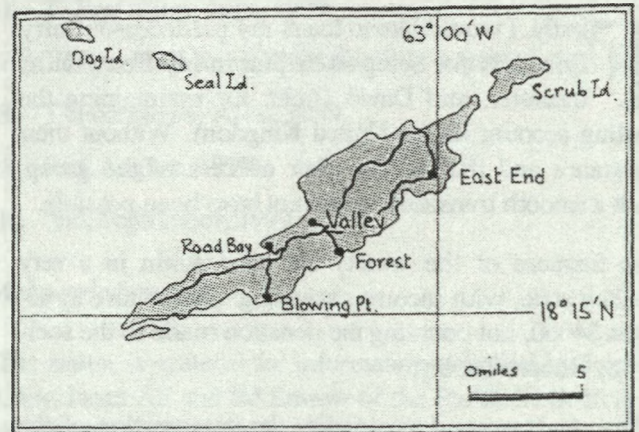 63° 00'W
Dog Id.
Seal Id.
Scrub Id.
East End
Valley
Road Bay
Forest
Blowing Pt.
18° 15'N
0 miles 5